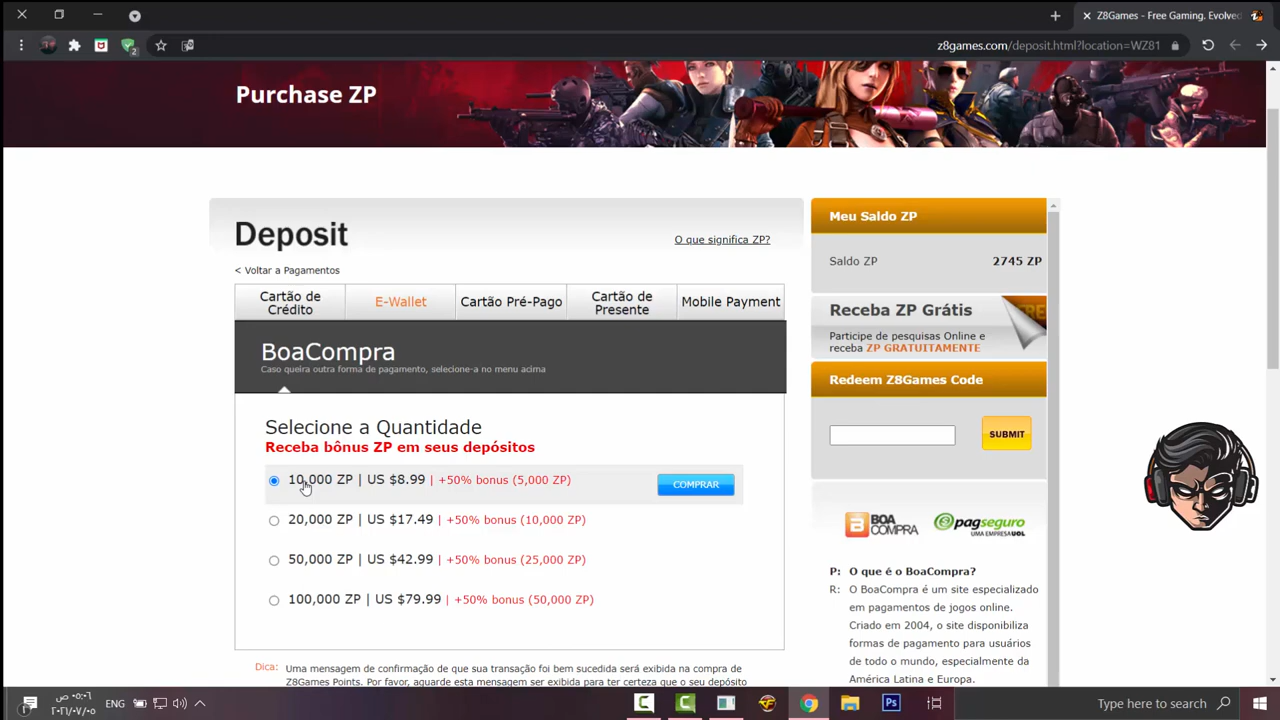 Z8Games - Free Gaming. Evolved
z8games.com/deposit.html?location=WZ81
2
Purchase ZP
Deposit
O que significa ZP?
< Voltar a Pagamentos
Cartão de Crédito
E-Wallet
Cartão Pré-Pago
Cartão de Presente
Mobile Payment
BoaCompra
Caso queira outra forma de pagamento, selecione-a no menu acima
Selecione a Quantidade
Receba bônus ZP em seus depósitos
10,000 ZP | US $8.99 | +50% bonus (5,000 ZP)
COMPRAR
20,000 ZP | US $17.49 | +50% bonus (10,000 ZP)
50,000 ZP | US $42.99 | +50% bonus (25,000 ZP)
100,000 ZP | US $79.99 | +50% bonus (50,000 ZP)
Dica: Uma mensagem de confirmação de que sua transação foi bem sucedida será exibida na compra de
Z8Games Points. Por favor, aguarde esta mensagem ser exibida para ter certeza que o seu depósito
Meu Saldo ZP
Saldo ZP 2745 ZP
Receba ZP Grátis
Participe de pesquisas Online e
receba ZP GRATUITAMENTE
Redeem Z8Games Code
SUBMIT
BOA COMPRA
pagseguro
UMA EMPRESA UOL
P: O que é o BoaCompra?
R: O BoaCompra é um site especializado
em pagamentos de jogos online.
Criado em 2004, o site disponibiliza
formas de pagamento para usuários
de todo o mundo, especialmente da
América Latina e Europa.
ENG
Ps
Type here to search